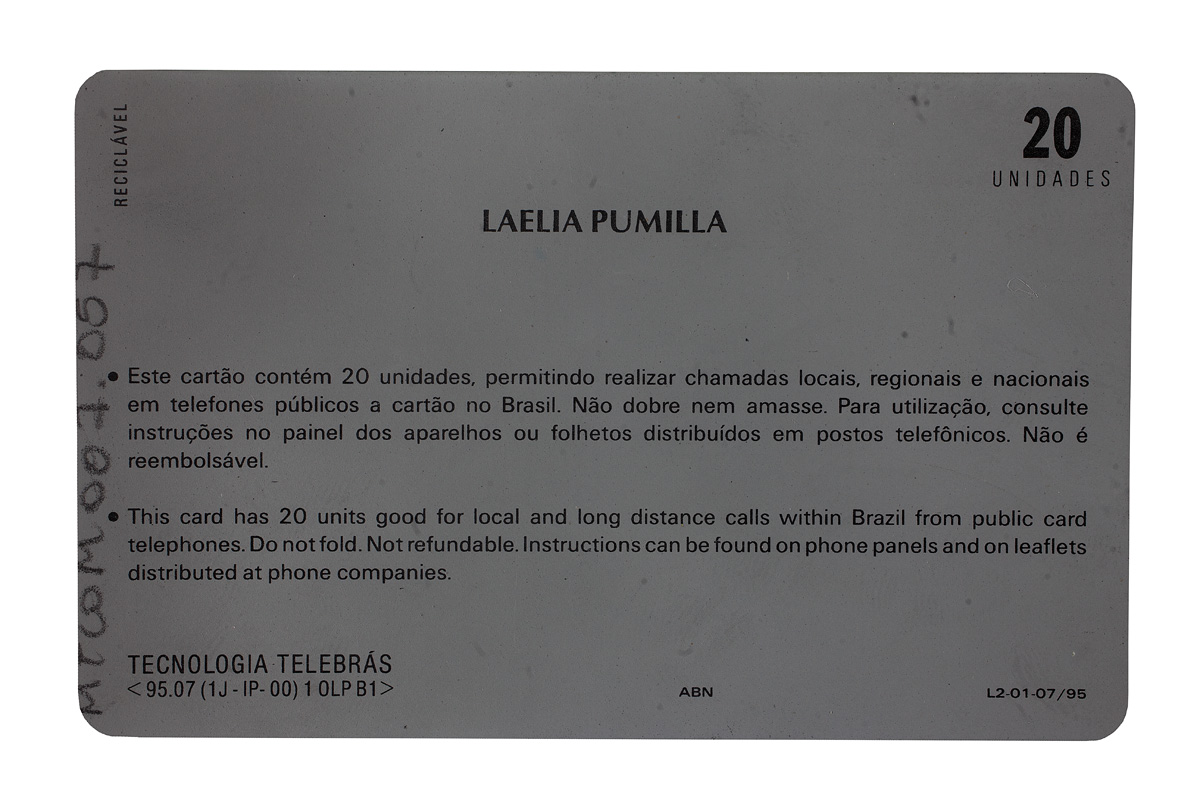 RECICLÁVEL
20
UNIDADES
LAELIA PUMILLA
• Este cartão contém 20 unidades, permitindo realizar chamadas locais, regionais e nacionais
em telefones públicos a cartão no Brasil. Não dobre nem amasse. Para utilização, consulte
instruções no painel dos aparelhos ou folhetos distribuídos em postos telefônicos. Não é
reembolsável.
• This card has 20 units good for local and long distance calls within Brazil from public card
telephones. Do not fold. Not refundable. Instructions can be found on phone panels and on leaflets
distributed at phone companies.
TECNOLOGIA TELEBRÁS
< 95.07 (1J - IP- 00) 1 OLP B1>
ABN
L2-01-07/95